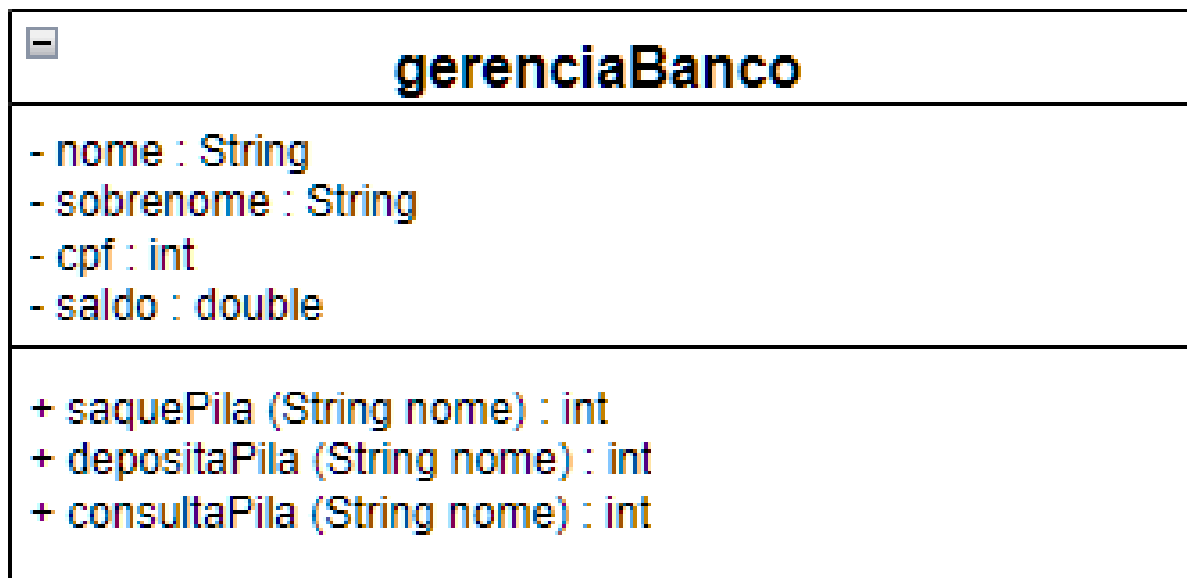 gerenciaBanco
- nome : String
- sobrenome : String
- cpf : int
- saldo : double
+ saquePila (String nome) : int
+ depositaPila (String nome) : int
+ consultaPila (String nome) : int